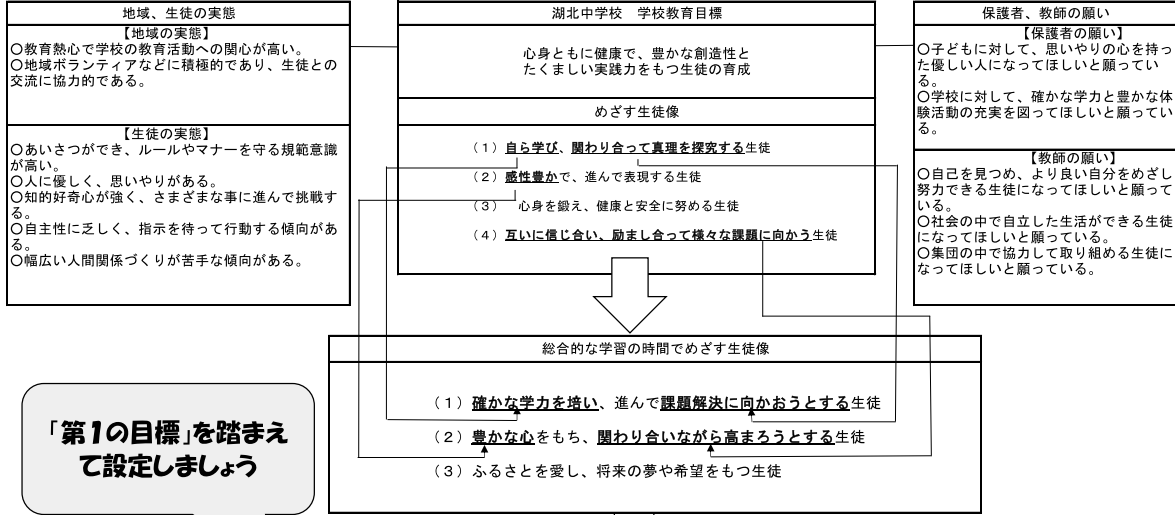 地域、生徒の実態
【地域の実態】
○教育熱心で学校の教育活動への関心が高い。
○地域ボランティアなどに積極的であり、生徒との
交流に協力的である。
【生徒の実態】
○あいさつができ、ルールやマナーを守る規範意識
が高い。
○人に優しく、思いやりがある。
○知的好奇心が強く、さまざまな事に進んで挑戦す
る。
○自主性に乏しく、指示を待って行動する傾向があ
る。
○幅広い人間関係づくりが苦手な傾向がある。
湖北中学校　学校教育目標
心身ともに健康で、豊かな創造性と
たくましい実践力をもつ生徒の育成
めざす生徒像
（１）自ら学び、関わり合って真理を探究する生徒
（２）感性豊かで、進んで表現する生徒
（３）　心身を鍛え、健康と安全に努める生徒
（４）互いに信じ合い、励まし合って様々な課題に向かう生徒
保護者、教師の願い
【保護者の願い】
○子どもに対して、思いやりの心を持っ
た優しい人になってほしいと願ってい
る。
○学校に対して、確かな学力と豊かな体
験活動の充実を図ってほしいと願ってい
る。
【教師の願い】
○自己を見つめ、より良い自分をめざし
努力できる生徒になってほしいと願って
いる。
○社会の中で自立した生活ができる生徒
になってほしいと願っている。
○集団の中で協力して取り組める生徒に
なってほしいと願っている。
総合的な学習の時間でめざす生徒像
（１）確かな学力を培い、進んで課題解決に向かおうとする生徒
（２）豊かな心をもち、関わり合いながら高まろうとする生徒
（３）ふるさとを愛し、将来の夢や希望をもつ生徒
「第１の目標」を踏まえ
て設定しましょう